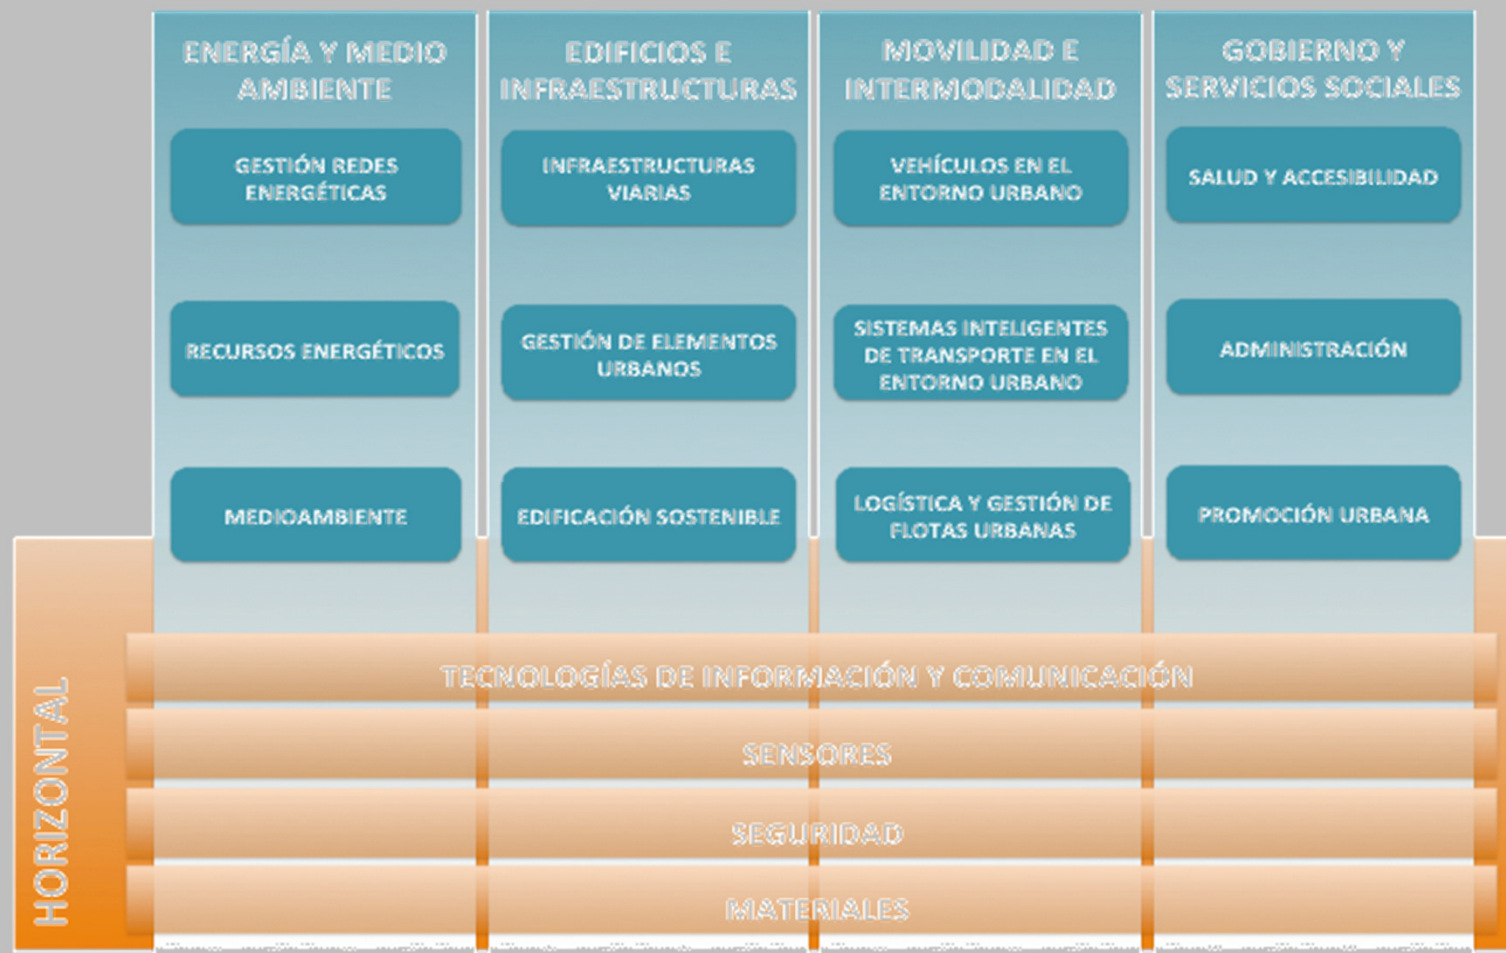 ENERGÍA Y MEDIO
AMBIENTE
GESTIÓN REDES
ENERGÉTICAS
RECURSOS ENERGÉTICOS
MEDIOAMBIENTE
EDIFICIOS E
INFRAESTRUCTURAS
INFRAESTRUCTURAS
VIARIAS
GESTIÓN DE ELEMENTOS
URBANOS
EDIFICACIÓN SOSTENIBLE
MOVILIDAD E
INTERMODALIDAD
VEHÍCULOS EN EL
ENTORNO URBANO
SISTEMAS INTELIGENTES
DE TRANSPORTE EN EL
ENTORNO URBANO
LOGÍSTICA Y GESTIÓN DE
FLOTAS URBANAS
GOBIERNO Y
SERVICIOS SOCIALES
SALUD Y ACCESIBILIDAD
ADMINISTRACIÓN
PROMOCIÓN URBANA
HORIZONTAL
TECNOLOGÍAS DE INFORMACIÓN Y COMUNICACIÓN
SENSORES
SEGURIDAD
MATERIALES